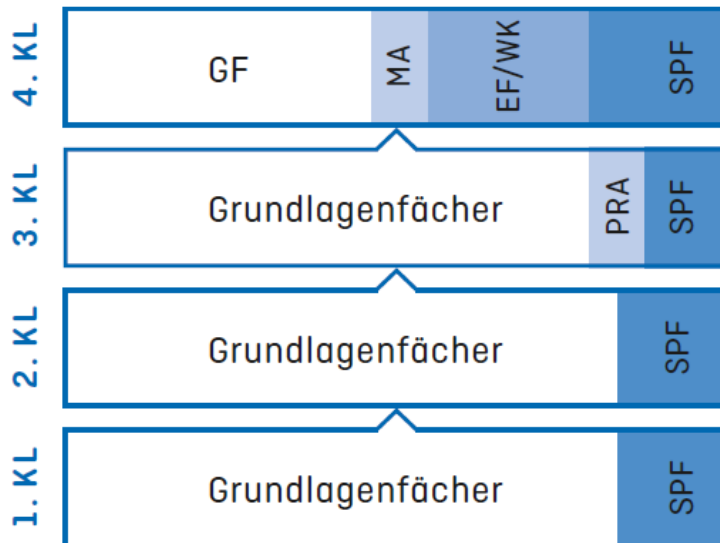 4. KL
GF
MA
EF/WK
SPF
3. KL
Grundlagenfächer
PRA
SPF
2. KL
Grundlagenfächer
SPF
1. KL
Grundlagenfächer
SPF